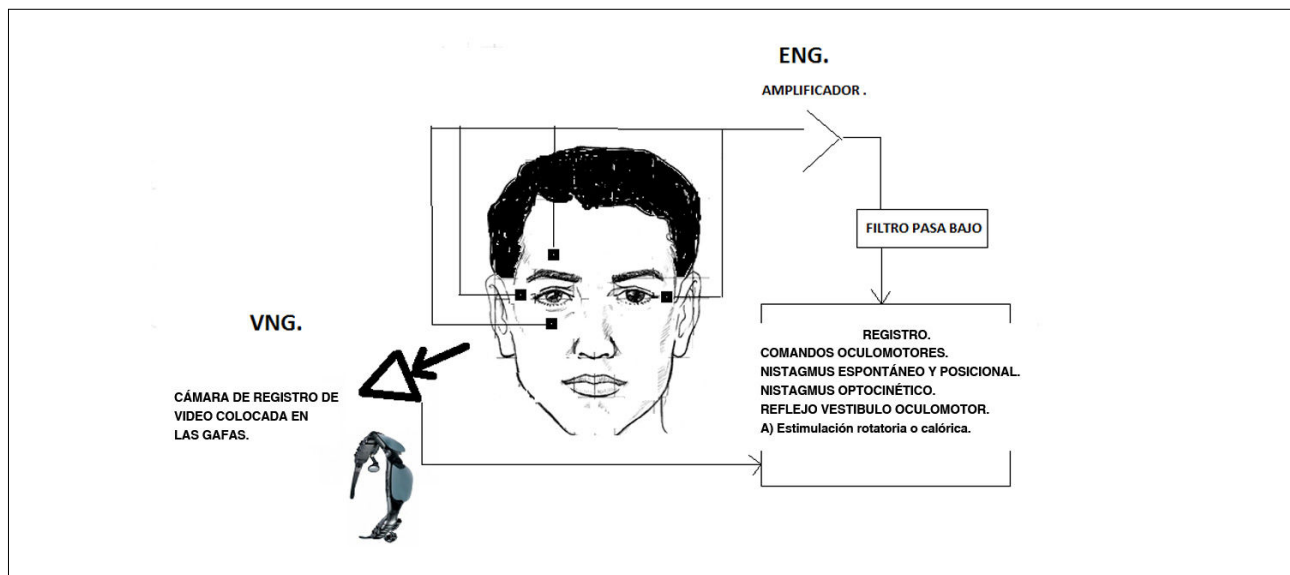 ENG.
AMPLIFICADOR .
FILTRO PASA BAJO
VNG.
CÁMARA DE REGISTRO DE
VIDEO COLOCADA EN
LAS GAFAS.
REGISTRO.
COMANDOS OCULOMOTORES.
NISTAGMUS ESPONTÁNEO Y POSICIONAL.
NISTAGMUS OPTOCINÉTICO.
REFLEJO VESTIBULO OCULOMOTOR.
A) Estimulación rotatoria o calórica.